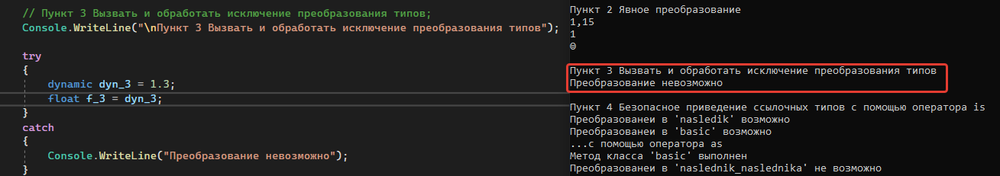 // Пункт 3 Вызвать и обработать исключение преобразования типов;
Console.WriteLine("\nПункт 3 Вызвать и обработать исключение преобразования типов");
try
{
dynamic dyn_3 = 1.3;
float f_3 = dyn_3;
}
catch
{
Console.WriteLine("Преобразование невозможно");
}
Пункт 2 Явное преобразование
1,15
1
☺
Пункт 3 Вызвать и обработать исключение преобразования типов
Преобразование невозможно
Пункт 4 Безопасное приведение ссылочных типов с помощью оператора is
Преобразованеи в 'nasledik' возможно
Преобразованеи в 'basic' возможно
...с помощью оператора as
Метод класса 'basic' выполнен
Преобразованеи в 'naslednik_naslednika' не возможно